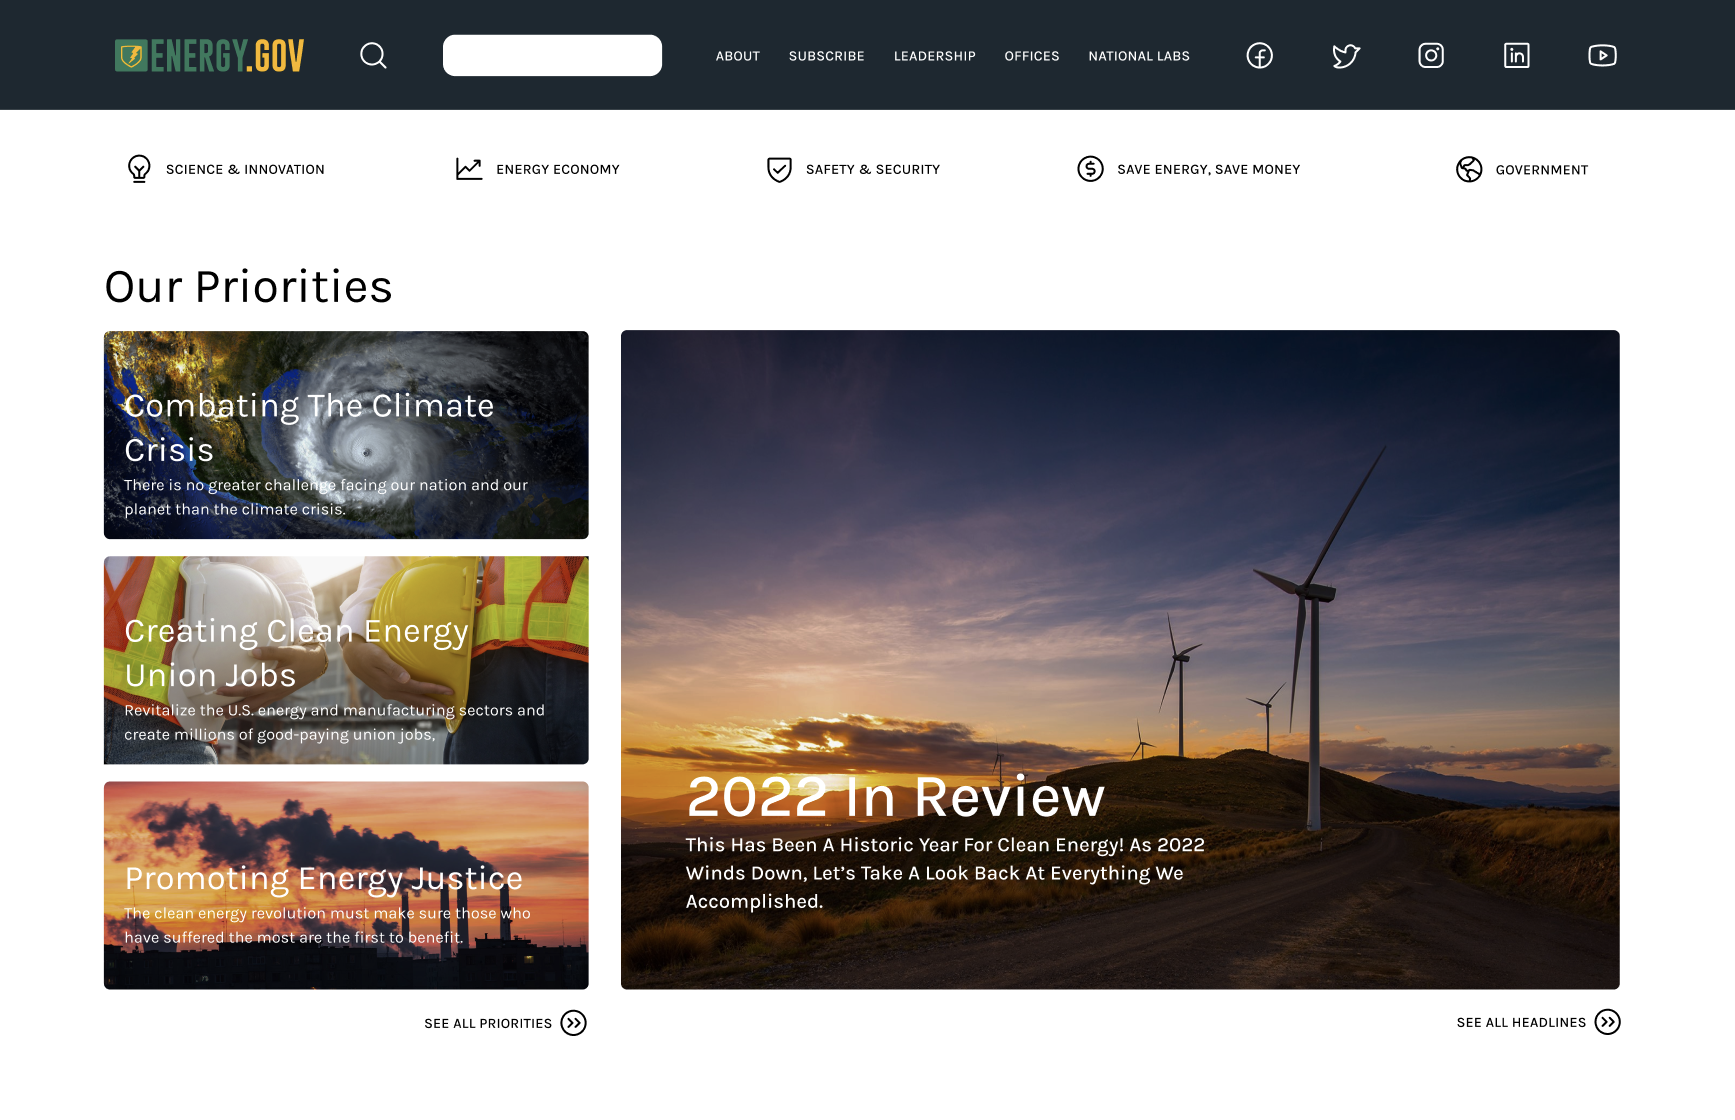 ENERGY.GOV
ABOUT SUBSCRIBE LEADERSHIP OFFICES NATIONAL LABS
SCIENCE & INNOVATION ENERGY ECONOMY SAFETY & SECURITY SAVE ENERGY, SAVE MONEY GOVERNMENT
Our Priorities
Combating The Climate
Crisis
There is no greater challenge facing our nation and our
planet than the climate crisis.
Creating Clean Energy
Union Jobs
Revitalize the U.S. energy and manufacturing sectors and
create millions of good-paying union jobs,
Promoting Energy Justice
The clean energy revolution must make sure those who
have suffered the most are the first to benefit.
SEE ALL PRIORITIES
2022 In Review
This Has Been A Historic Year For Clean Energy! As 2022
Winds Down, Let’s Take A Look Back At Everything We
Accomplished.
SEE ALL HEADLINES